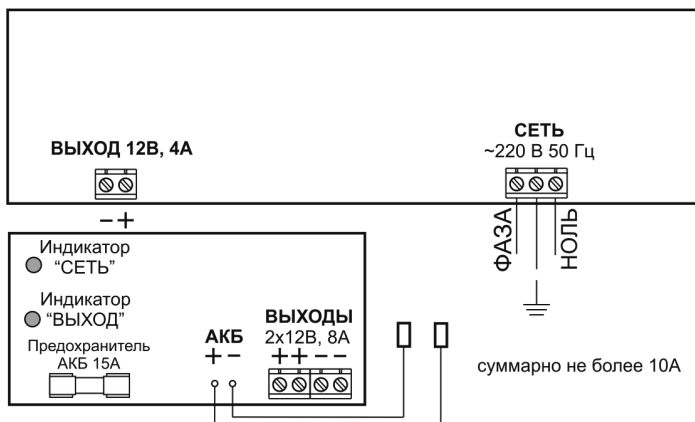 ВЫХОД 12В, 4А
СЕТЬ
~220 В 50 Гц
– +
ФАЗА
НОЛЬ
Индикатор
“СЕТЬ”
Индикатор
“ВЫХОД”
Предохранитель
АКБ 15А
АКБ
+ –
ВЫХОДЫ
2х12В, 8А
+ + – –
суммарно не более 10А